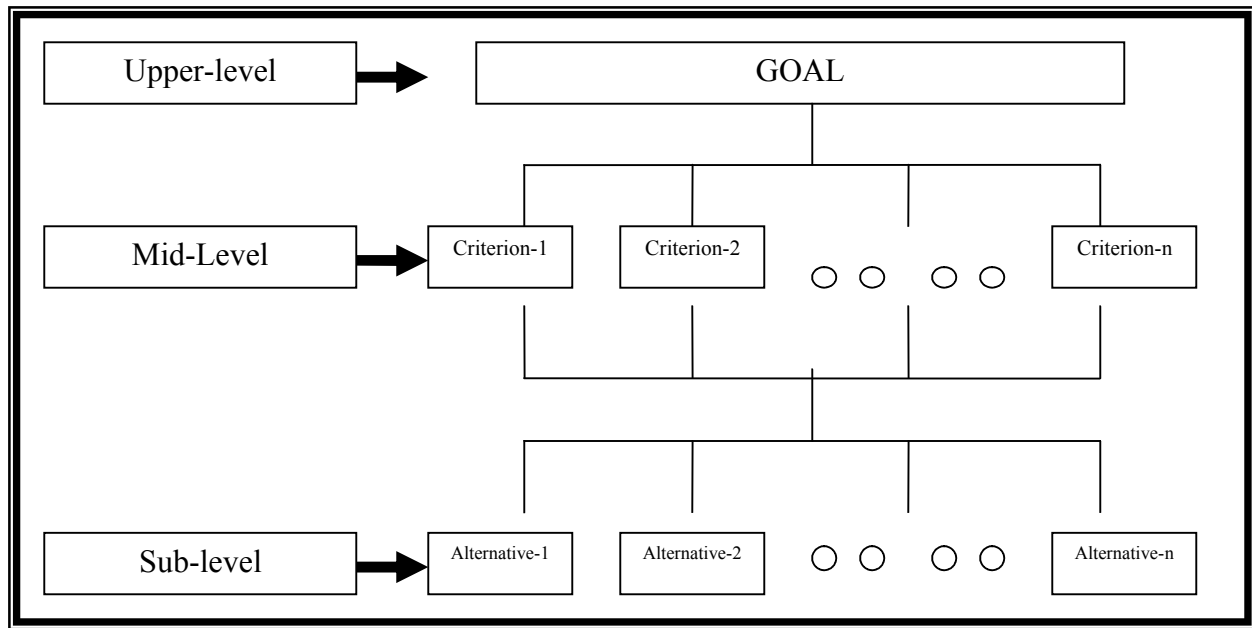 Upper-level
GOAL
Mid-Level
Criterion-1
Criterion-2
Criterion-n
Sub-level
Alternative-1
Alternative-2
Alternative-n